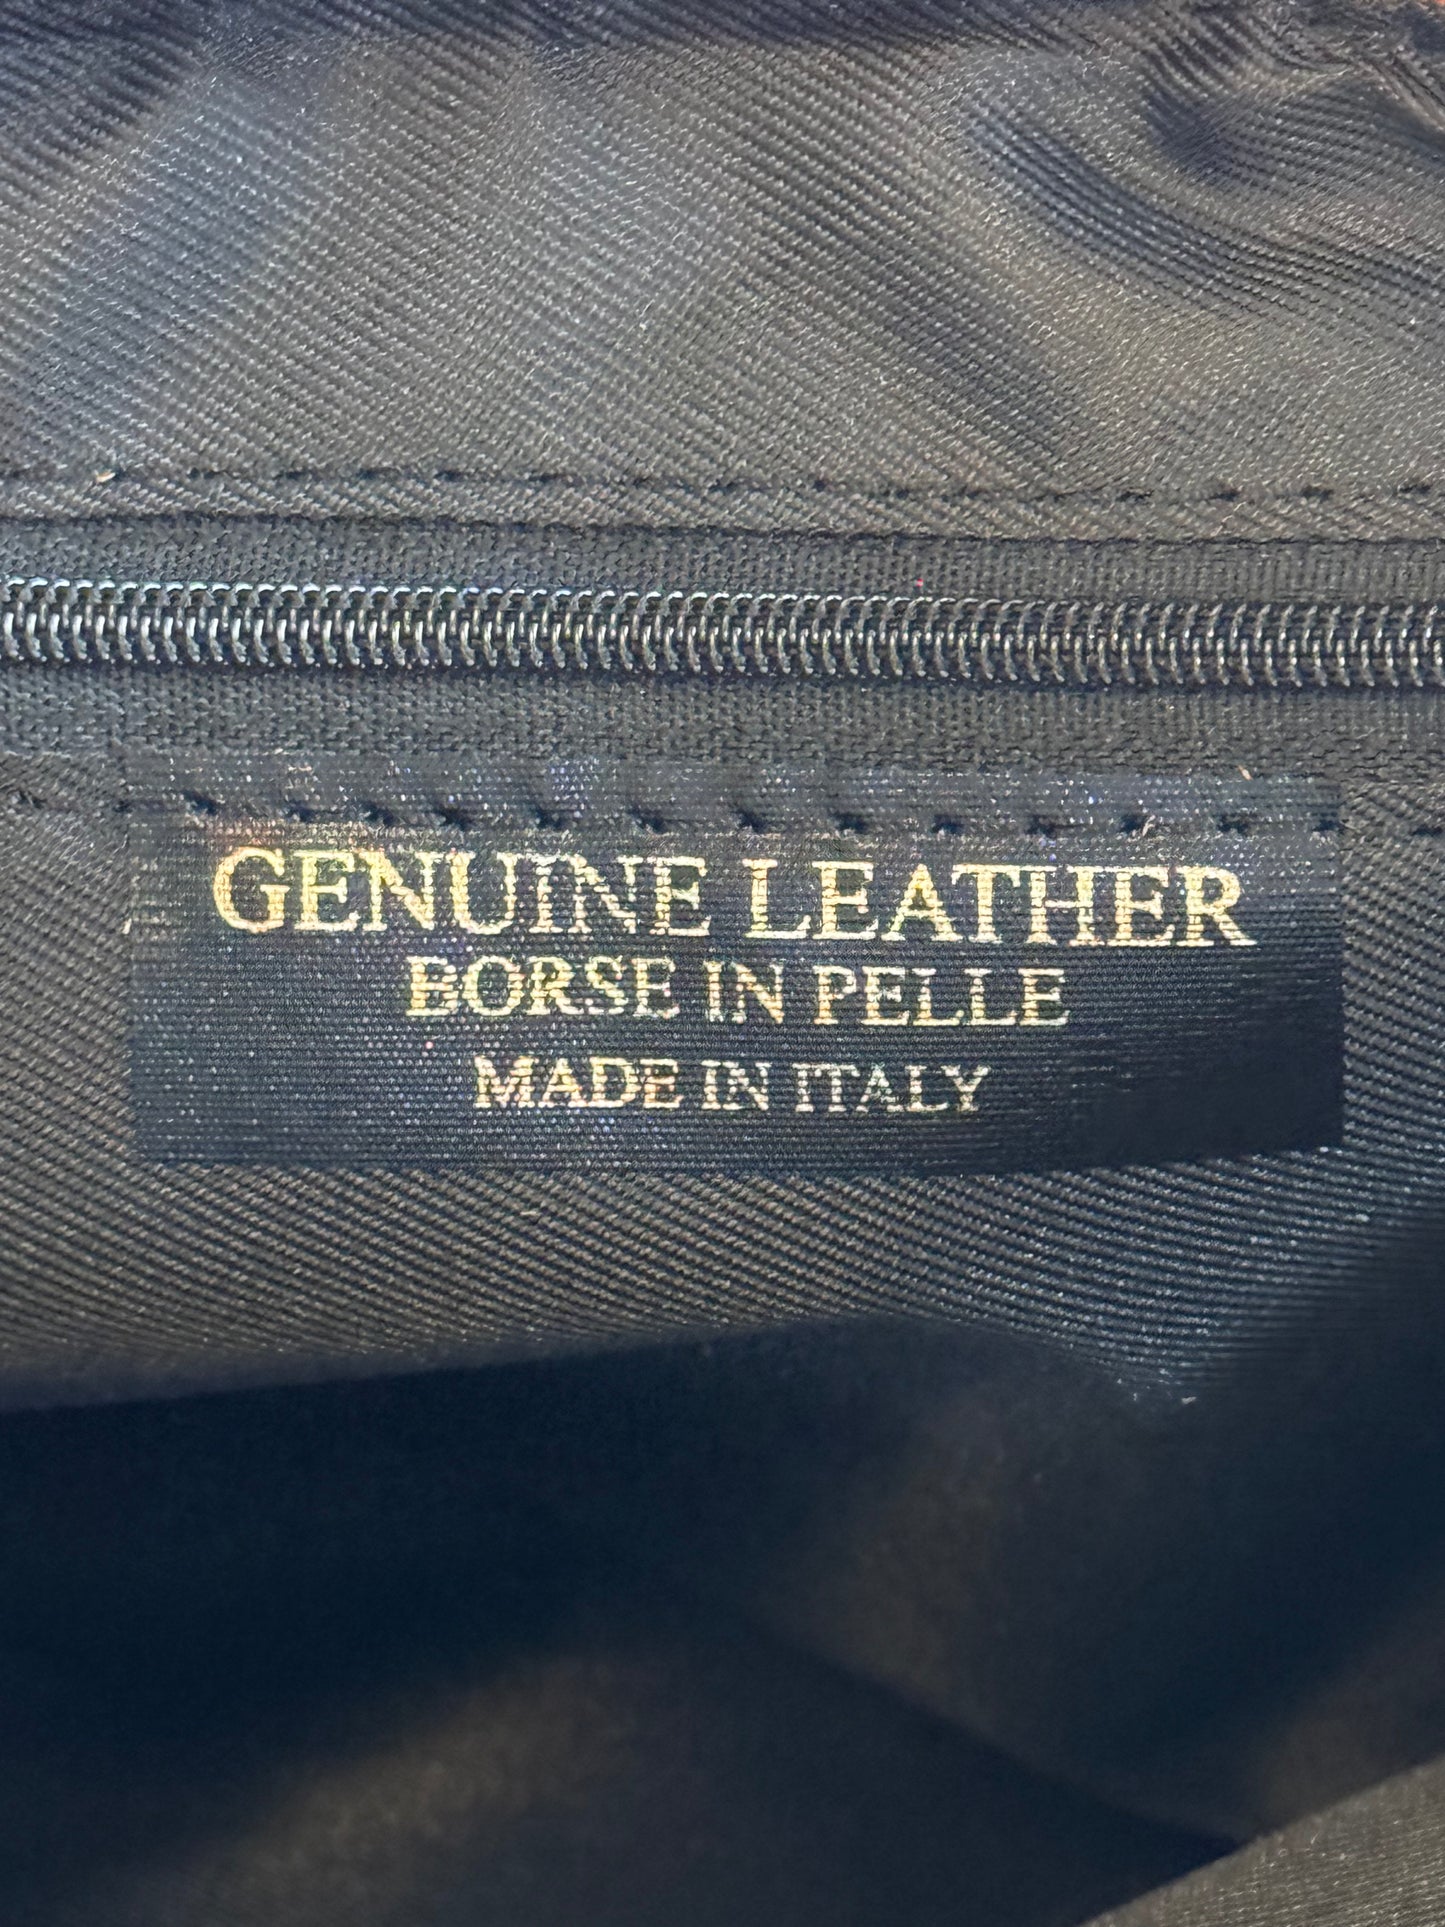 GENUINE LEATHER
BORSE IN PELLE
MADE IN ITALY